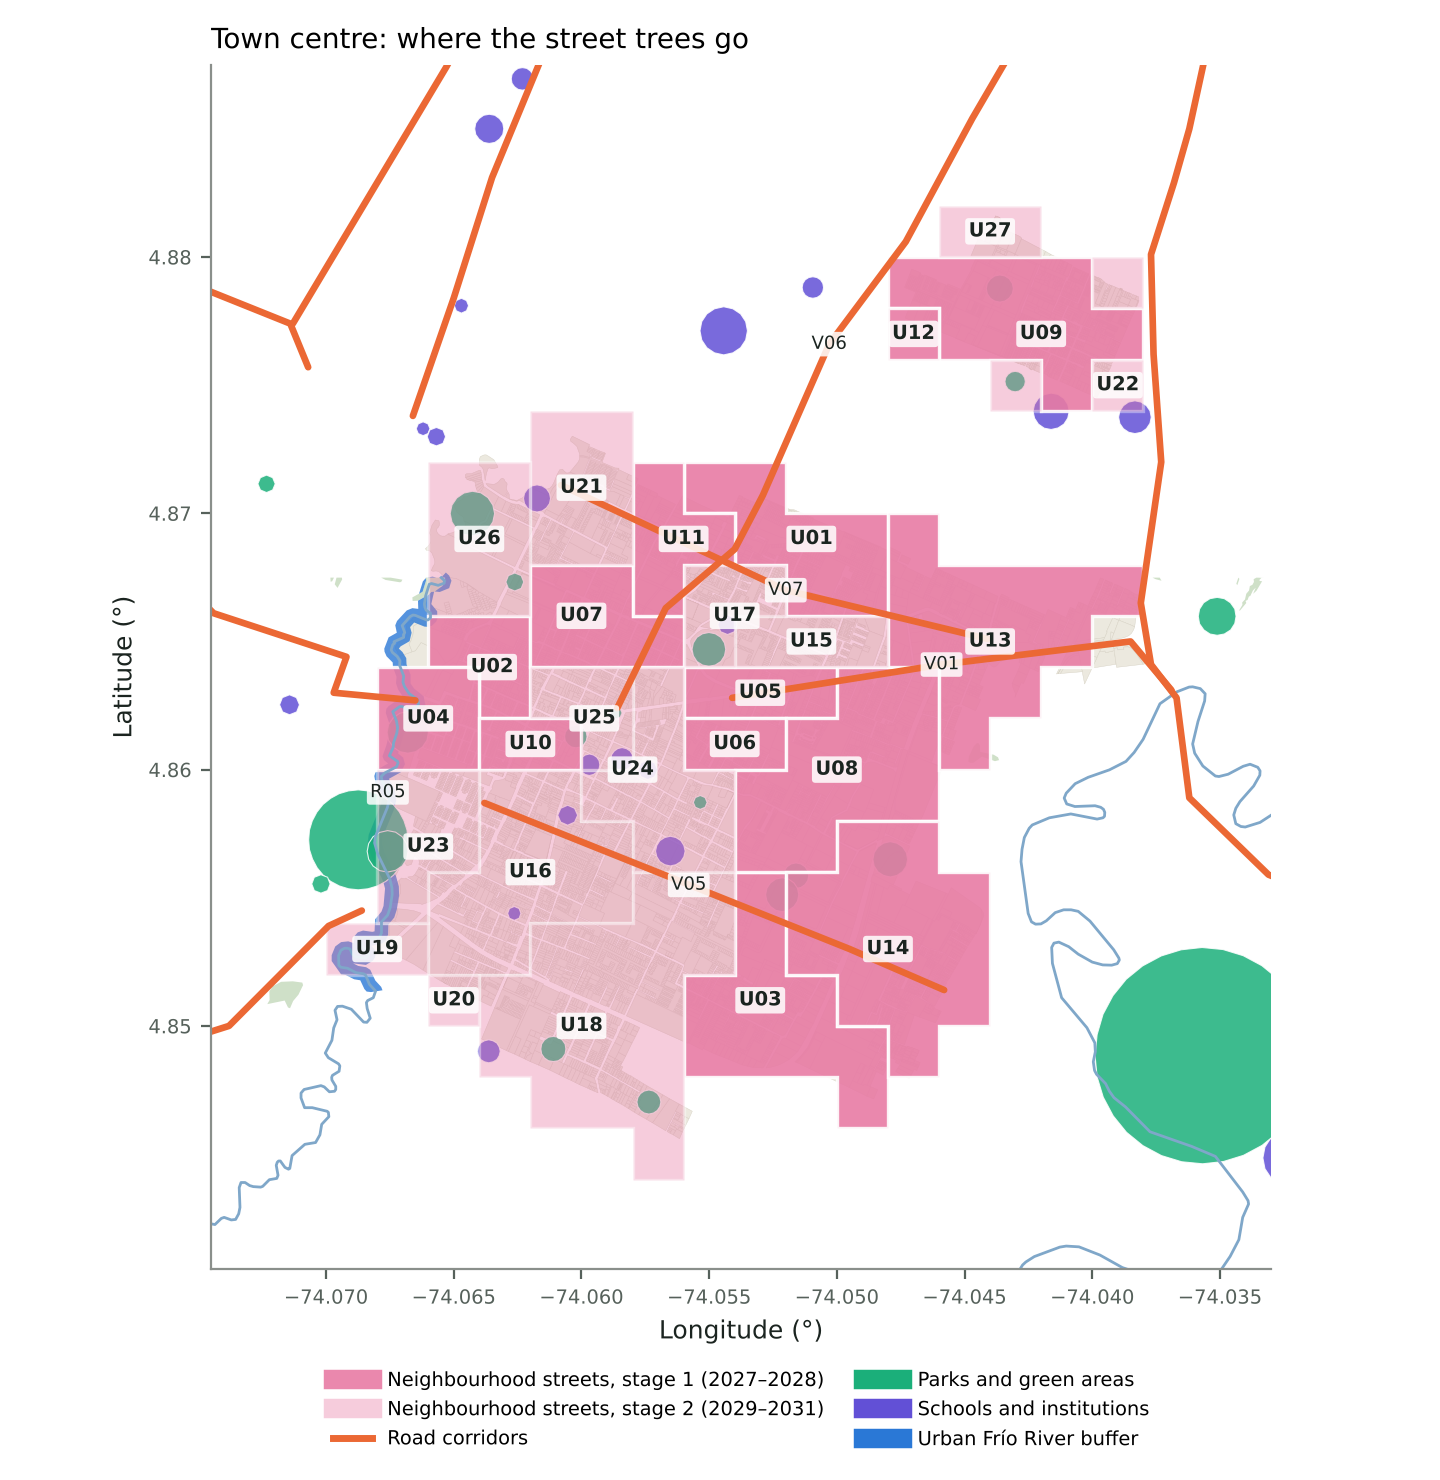 Town centre: where the street trees go
U27
4.88
U12
U09
V06
U22
U21
4.87
U26
U11
U01
V07
U07
U17
U15
U13
V01
U02
U05
U04
U25
U10
U06
4.86
U24
U08
R05
U23
U16
V05
U19
U14
U20
U03
4.85
U18
Latitude (°)
−74.070
−74.065
−74.060
−74.055
−74.050
−74.045
−74.040
−74.035
Longitude (°)
Neighbourhood streets, stage 1 (2027–2028)
Neighbourhood streets, stage 2 (2029–2031)
Road corridors
Parks and green areas
Schools and institutions
Urban Frío River buffer